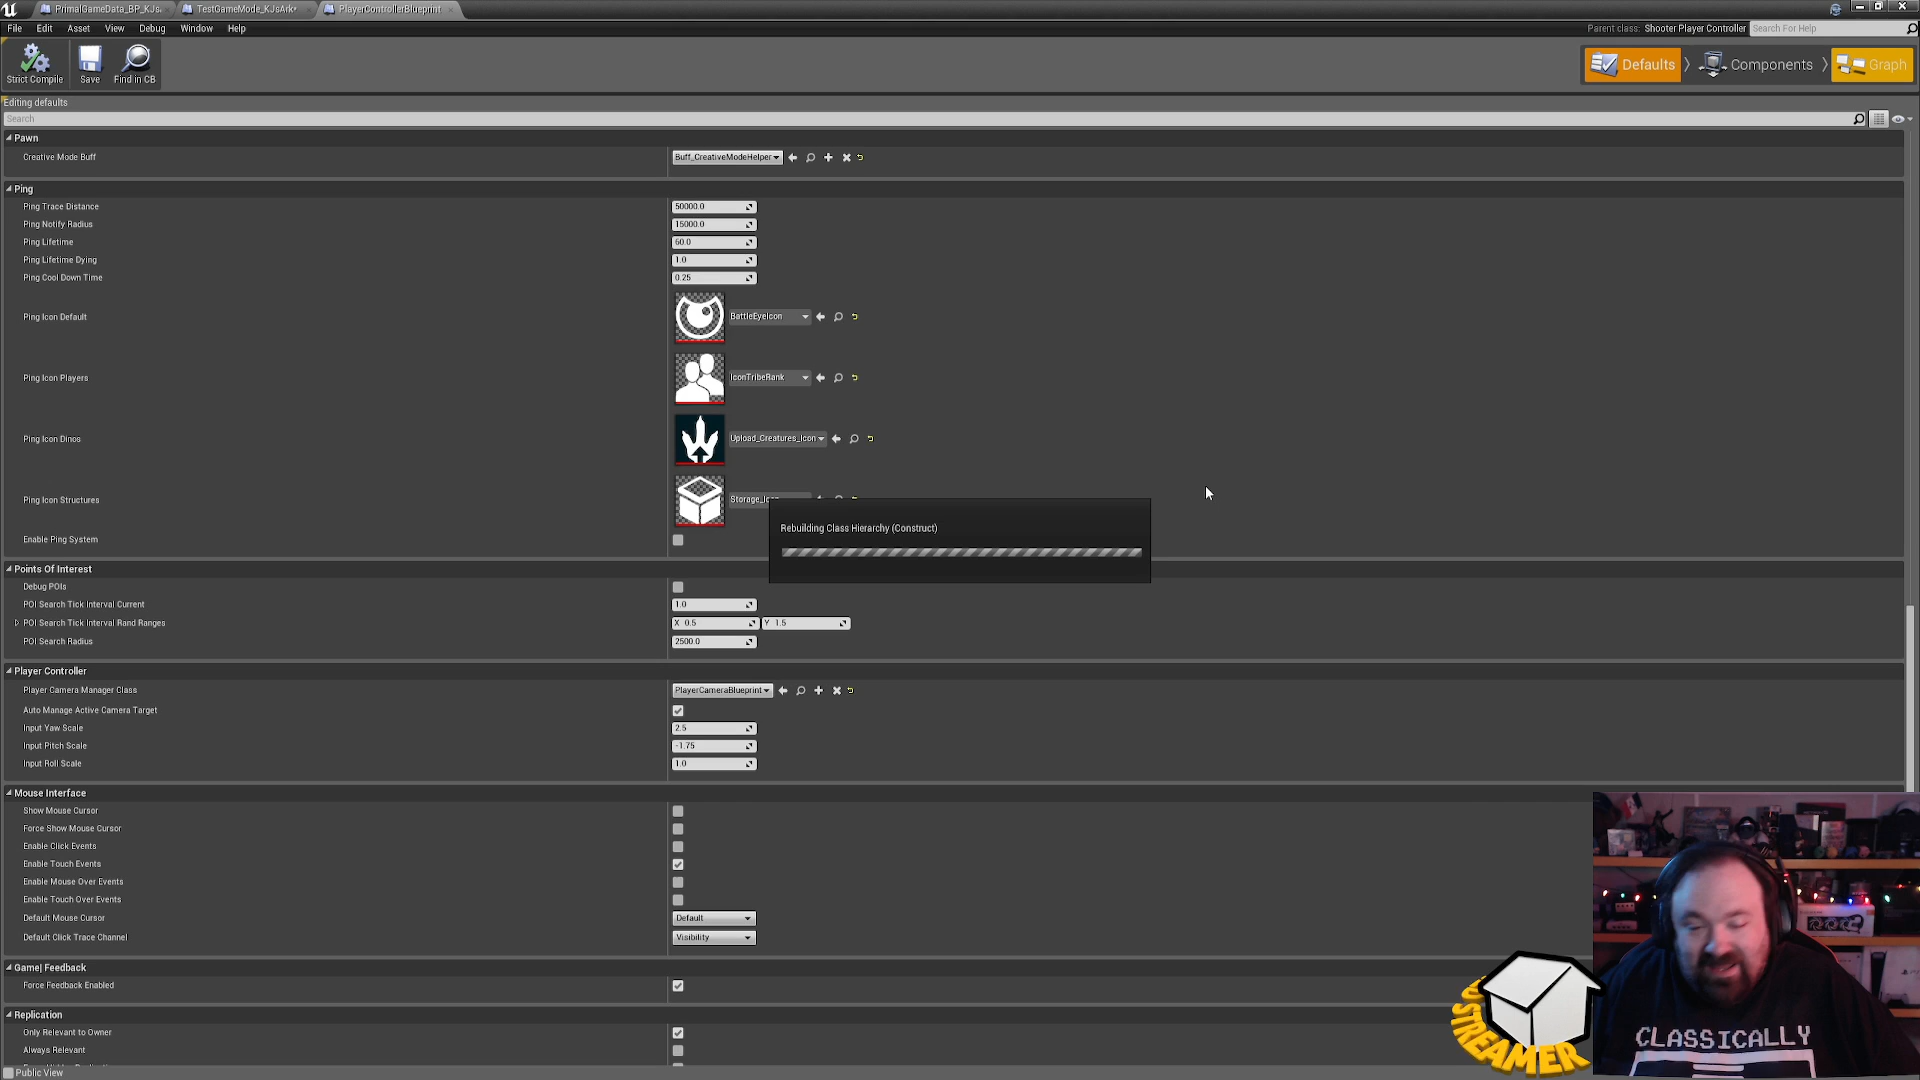 PrimalGameData_BP_KJs.
TestGameMode_KJsArk*
PlayerControllerBlueprint
File Edit Asset View Debug Window Help
Parent class: Shooter Player Controller
Search For Help
Strict Compile
Save
Find in CB
Defaults
Components
Graph
Editing defaults
Search
Pawn
Creative Mode Buff
Buff_CreativeModeHelper
Ping
Ping Trace Distance
50000.0
Ping Notify Radius
15000.0
Ping Lifetime
60.0
Ping Lifetime Dying
1.0
Ping Cool Down Time
0.25
Ping Icon Default
BattleEyeIcon
Ping Icon Players
IconTribeRank
Ping Icon Dinos
Upload_Creatures_Icon
Ping Icon Structures
Rebuilding Class Hierarchy (Construct)
Enable Ping System
Points Of Interest
Debug POIs
POI Search Tick Interval Current
1.0
POI Search Tick Interval Rand Ranges
X 0.5
Y 1.5
POI Search Radius
2500.0
Player Controller
Player Camera Manager Class
PlayerCameraBlueprint
Auto Manage Active Camera Target
Input Yaw Scale
2.5
Input Pitch Scale
-1.75
Input Roll Scale
1.0
Mouse Interface
Show Mouse Cursor
Force Show Mouse Cursor
Enable Click Events
Enable Touch Events
Enable Mouse Over Events
Enable Touch Over Events
Default Mouse Cursor
Default
Default Click Trace Channel
Visibility
Game| Feedback
Force Feedback Enabled
Replication
Only Relevant to Owner
Always Relevant
Public View
STREAMER
CLASSICALLY